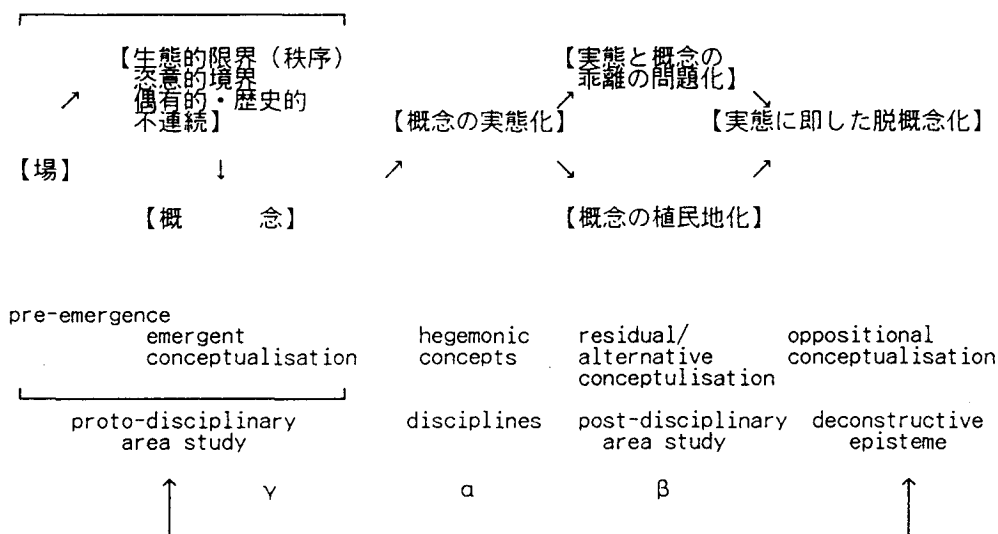 【生態的限界（秩序） 【実態と概念の
恣意的境界 乖離の問題化】
↗ 偶有的・歴史的 ↗ ↘
不連続】 【概念の実態化】 【実態に即した脱概念化】
【場】 ↓ ↗ ↘ ↗
【概 念】 【概念の植民地化】
pre-emergence
emergent hegemonic residual/ oppositional
conceptualisation concepts alternative conceptualisation
conceptulisation
proto-disciplinary disciplines post-disciplinary deconstructive
area study area study episteme
↑ γ α β ↑